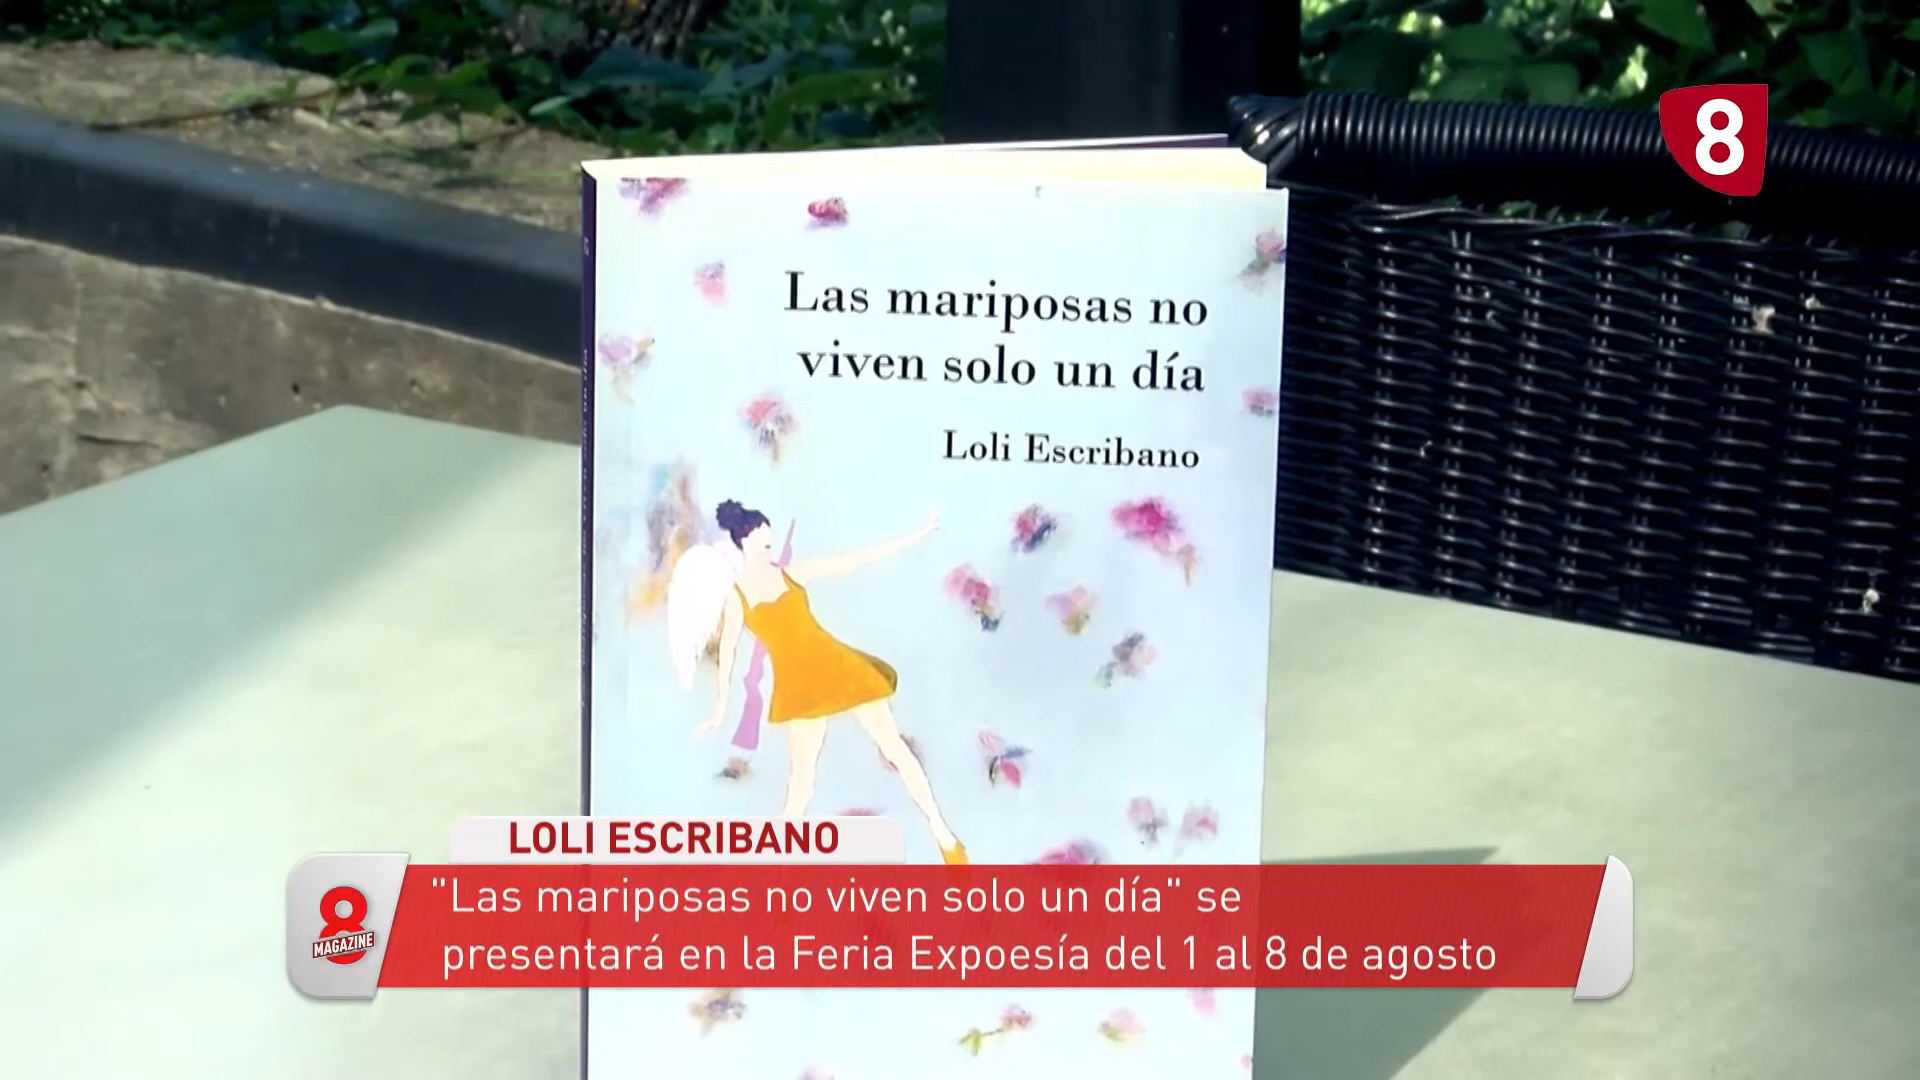 8
Las mariposas no
viven solo un día
Loli Escribano
LOLI ESCRIBANO
"Las mariposas no viven solo un día" se
presentará en la Feria Expoesía del 1 al 8 de agosto
8
MAGAZINE